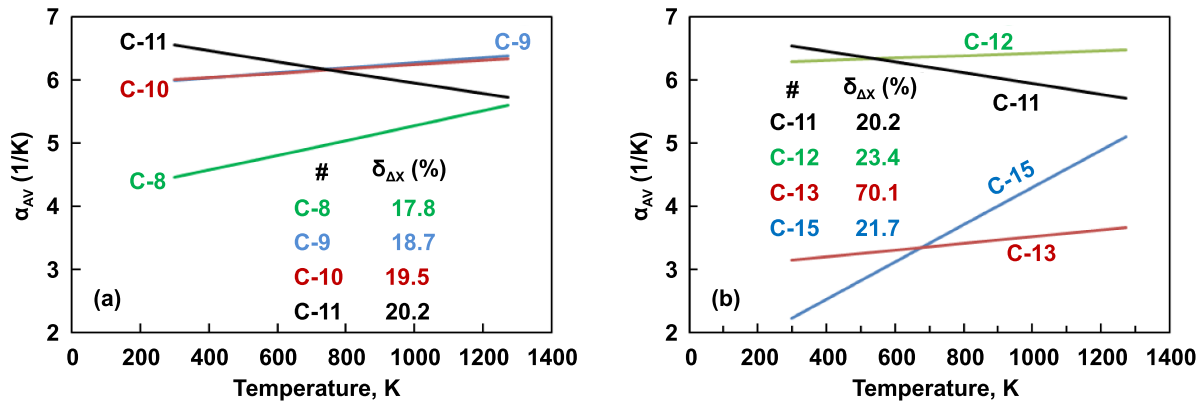 7
6
5
4
3
2
α_AV (1/K)
C-11
C-9
C-10
C-8
# δ_ΔX (%)
C-8 17.8
C-9 18.7
C-10 19.5
C-11 20.2
(a)
0 200 400 600 800 1000 1200 1400
Temperature, K
7
6
5
4
3
2
α_AV (1/K)
C-12
C-11
# δ_ΔX (%)
C-11 20.2
C-12 23.4
C-13 70.1
C-15 21.7
C-15
C-13
(b)
0 200 400 600 800 1000 1200 1400
Temperature, K